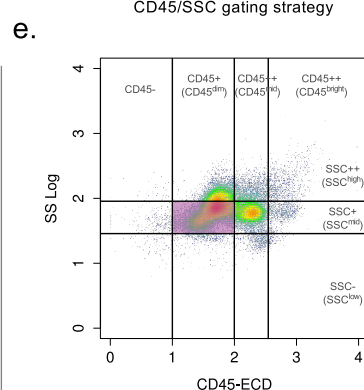 CD45/SSC gating strategy
e.
CD45-
CD45+
(CD45dim)
CD45++
(CD45mid)
CD45++
(CD45bright)
SSC++
(SSChigh)
SSC+
(SSCmid)
SSC-
(SSClow)
SS Log
4
3
2
1
0
0 1 2 3 4
CD45-ECD